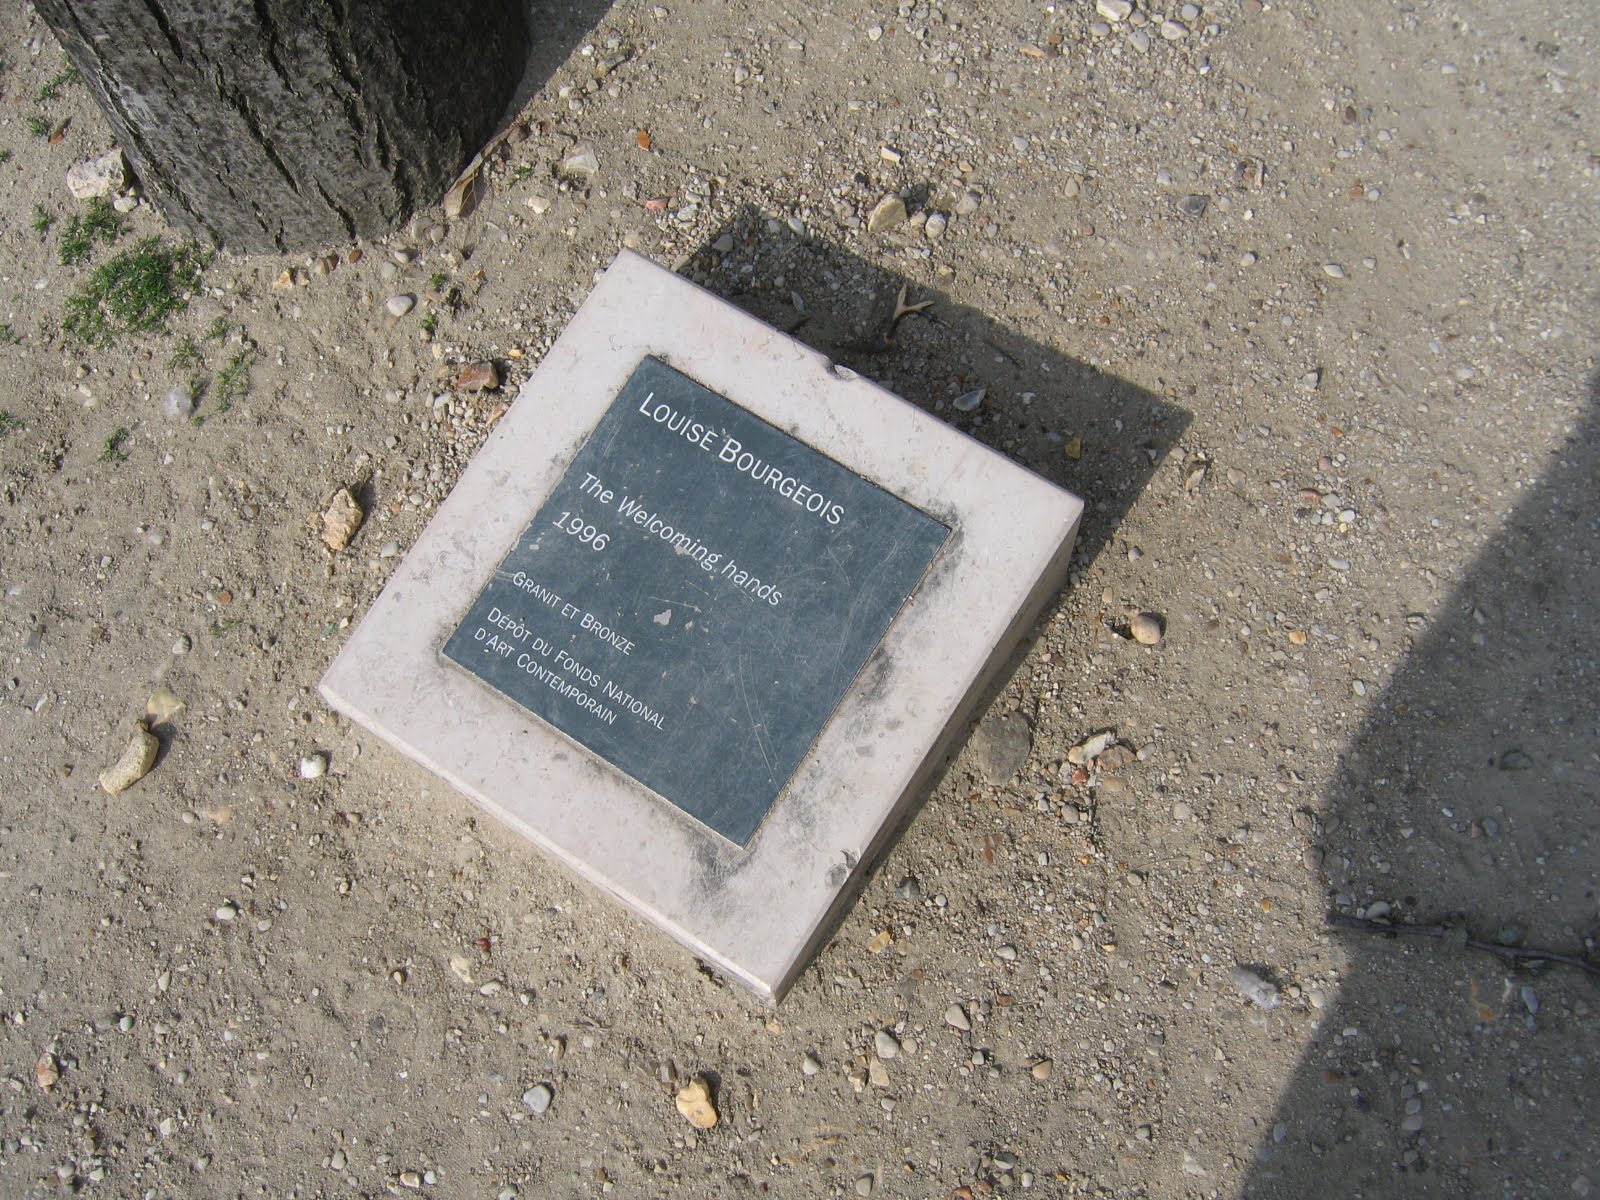 LOUISE BOURGEOIS
The Welcoming hands
1996
GRANIT ET BRONZE
DÉPÔT DU FONDS NATIONAL
D'ART CONTEMPORAIN